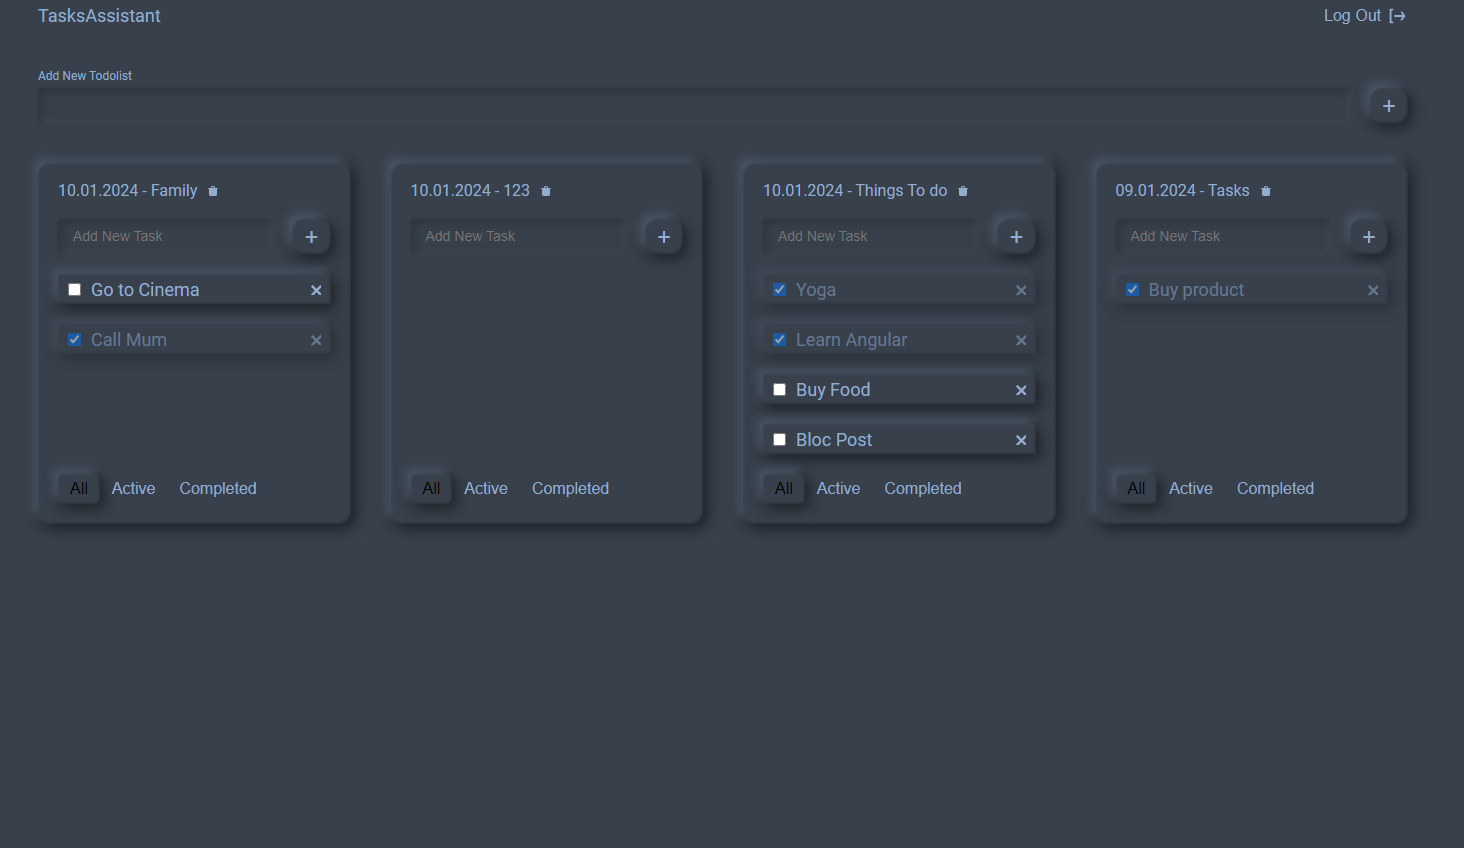 TasksAssistant
Log Out
Add New Todolist
10.01.2024 - Family
Add New Task
Go to Cinema
Call Mum
All Active Completed
10.01.2024 - 123
Add New Task
All Active Completed
10.01.2024 - Things To do
Add New Task
Yoga
Learn Angular
Buy Food
Bloc Post
All Active Completed
09.01.2024 - Tasks
Add New Task
Buy product
All Active Completed